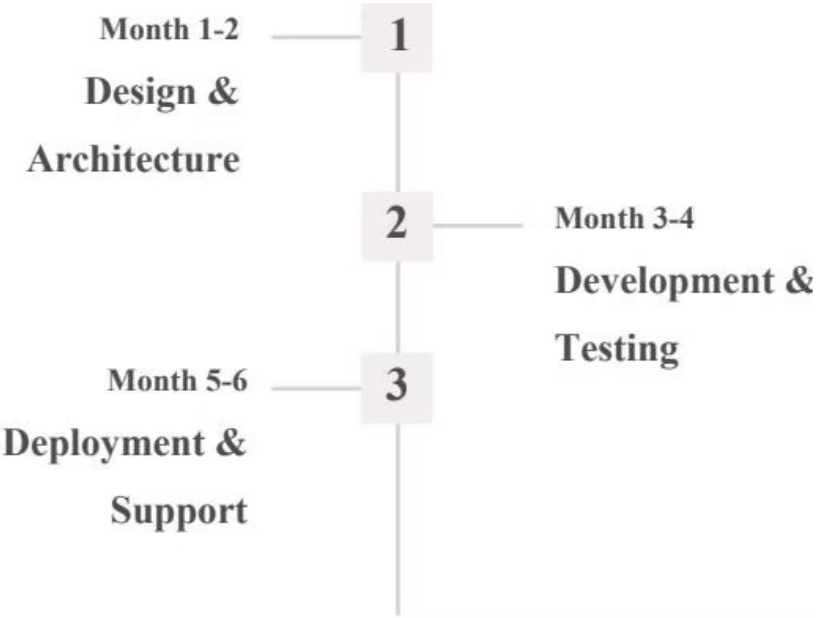 Month 1-2
1
Design &
Architecture
2
Month 3-4
Development &
Testing
Month 5-6
3
Deployment &
Support